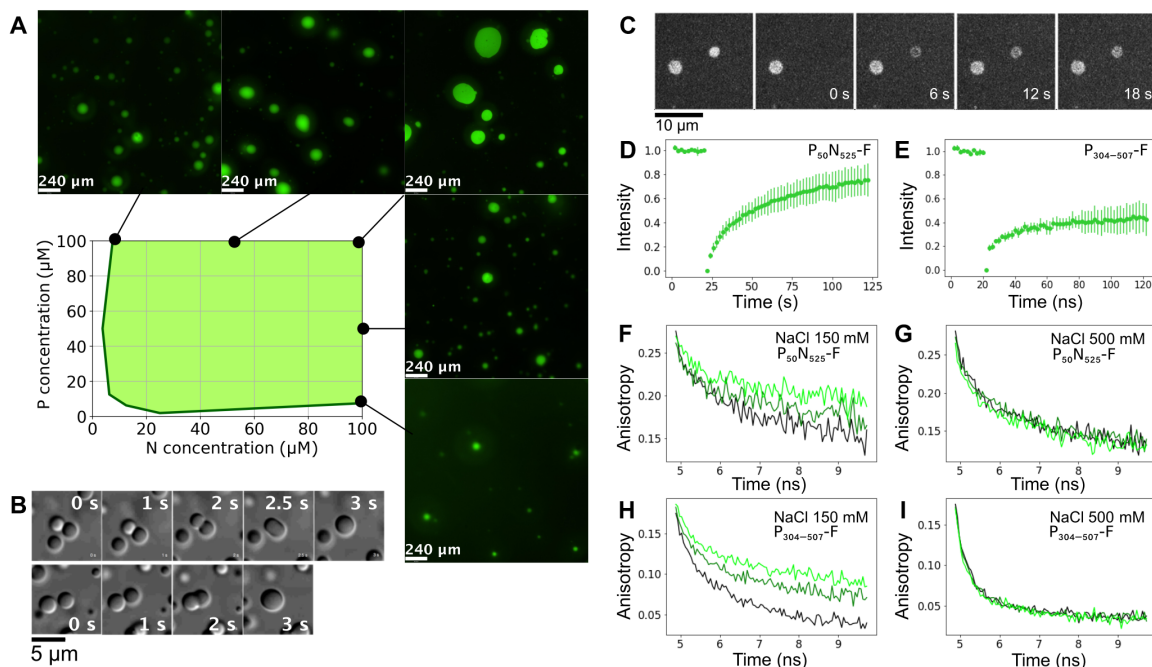 A
240 µm
240 µm
240 µm
240 µm
240 µm
P concentration (µM)
100
80
60
40
20
0
0 20 40 60 80 100
N concentration (µM)
B
0 s 1 s 2 s 2.5 s 3 s
0 s 1 s 2 s 3 s
5 µm
C
0 s 6 s 12 s 18 s
10 µm
D
P₅₀N₅₂₅-F
Intensity
1.0
0.8
0.6
0.4
0.2
0.0
0 25 50 75 100 125
Time (s)
E
P₃₀₄₋₅₀₇-F
Intensity
1.0
0.8
0.6
0.4
0.2
0.0
0 20 40 60 80 100 120
Time (ns)
F
NaCl 150 mM
P₅₀N₅₂₅-F
Anisotropy
0.25
0.20
0.15
5 6 7 8 9
Time (ns)
G
NaCl 500 mM
P₅₀N₅₂₅-F
Anisotropy
0.25
0.20
0.15
5 6 7 8 9
Time (ns)
H
NaCl 150 mM
P₃₀₄₋₅₀₇-F
Anisotropy
0.15
0.10
0.05
5 6 7 8 9
Time (ns)
I
NaCl 500 mM
P₃₀₄₋₅₀₇-F
Anisotropy
0.15
0.10
0.05
5 6 7 8 9
Time (ns)